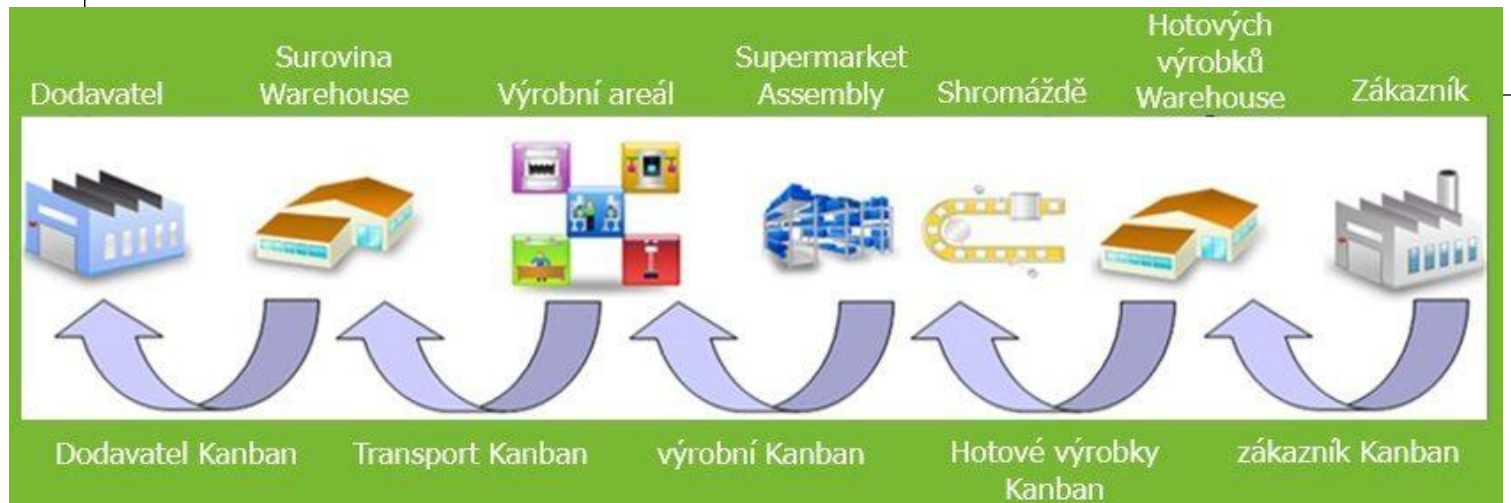 Dodavatel
Surovina
Warehouse
Výrobní areál
Supermarket
Assembly
Shromáždě
Hotových
výrobků
Warehouse
Zákazník
Dodavatel Kanban
Transport Kanban
výrobní Kanban
Hotové výrobky
Kanban
zákazník Kanban